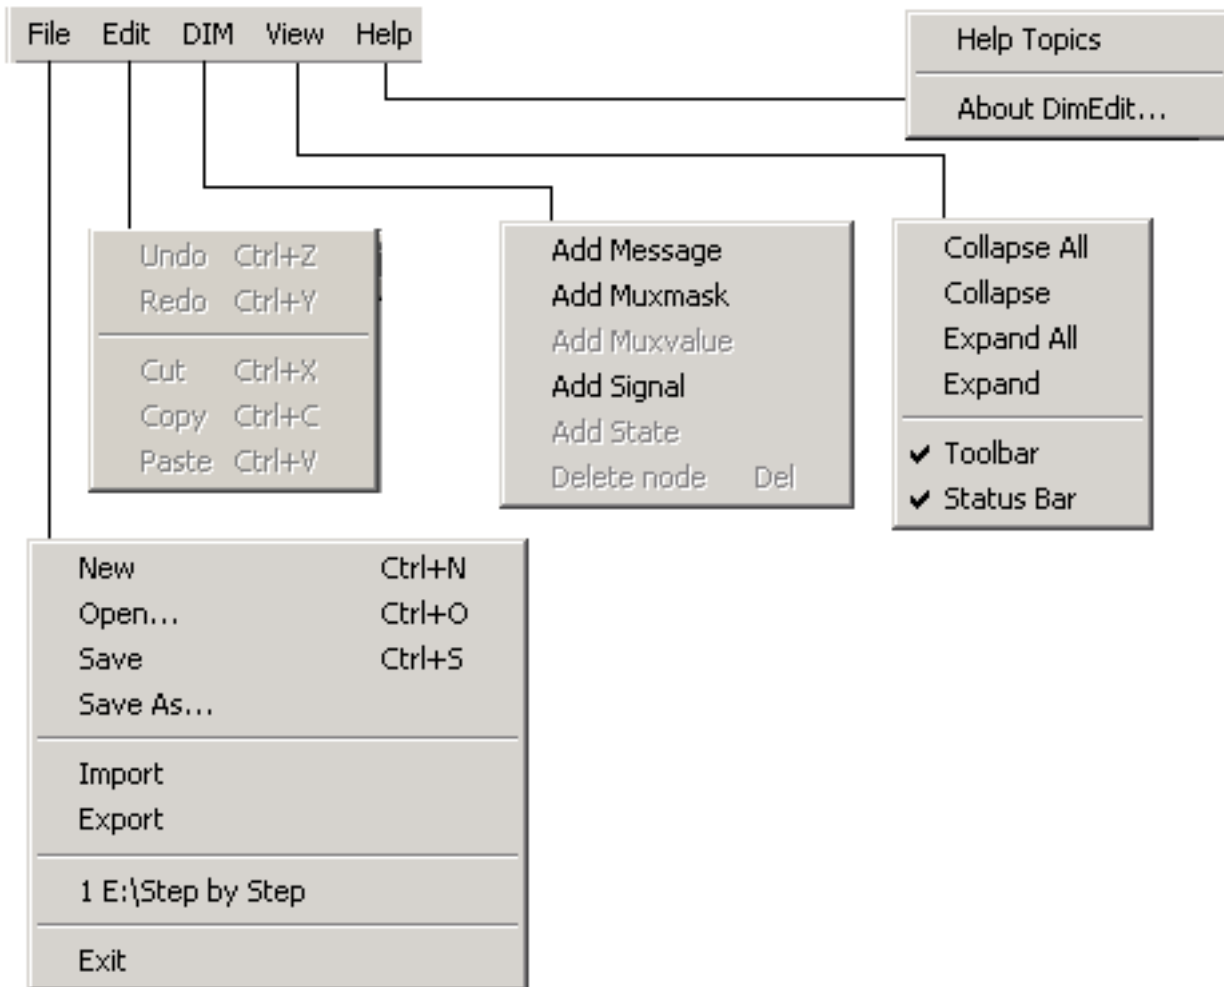 File Edit DIM View Help
Help Topics
About DimEdit...
Undo Ctrl+Z
Redo Ctrl+Y
Cut Ctrl+X
Copy Ctrl+C
Paste Ctrl+V
Add Message
Add Muxmask
Add Muxvalue
Add Signal
Add State
Delete node Del
Collapse All
Collapse
Expand All
Expand
Toolbar
Status Bar
New Ctrl+N
Open... Ctrl+O
Save Ctrl+S
Save As...
Import
Export
1 E:\Step by Step
Exit